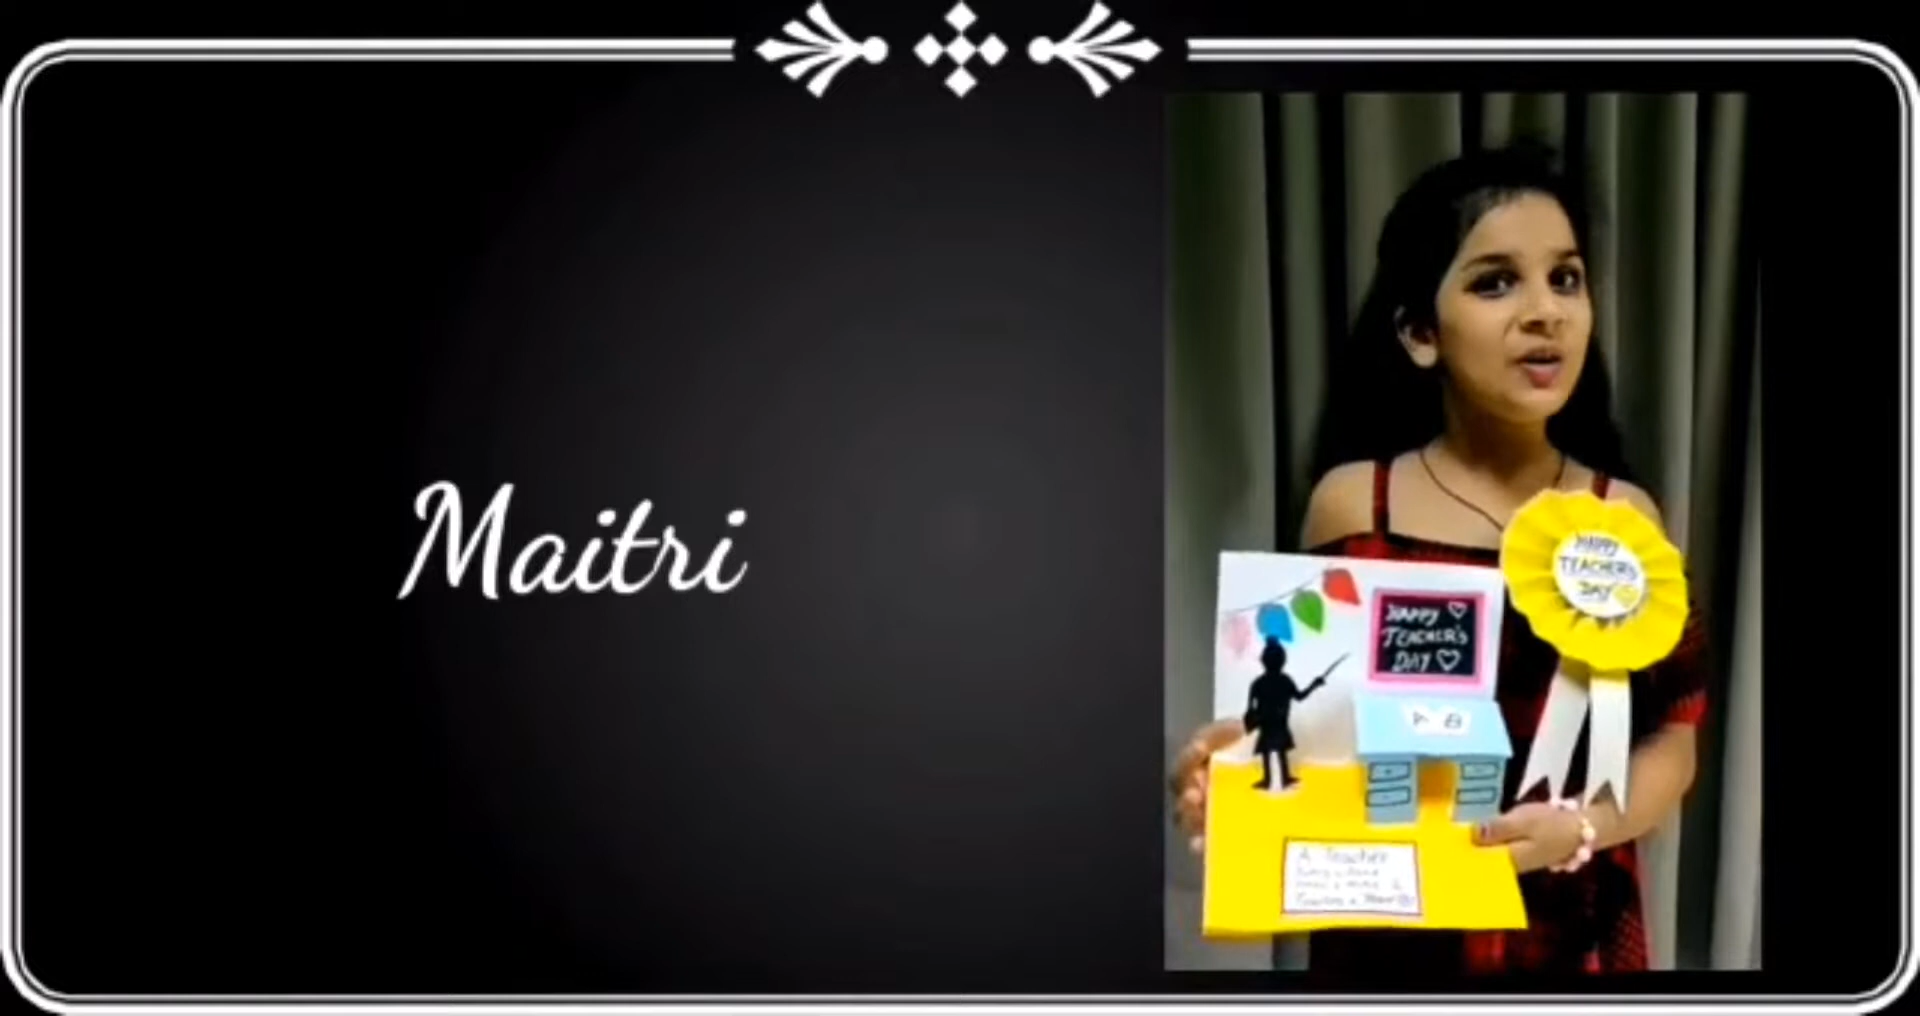 Maitri
HAPPY
TEACHER'S
DAY
HAPPY
TEACHER'S
DAY
A B
A Teacher